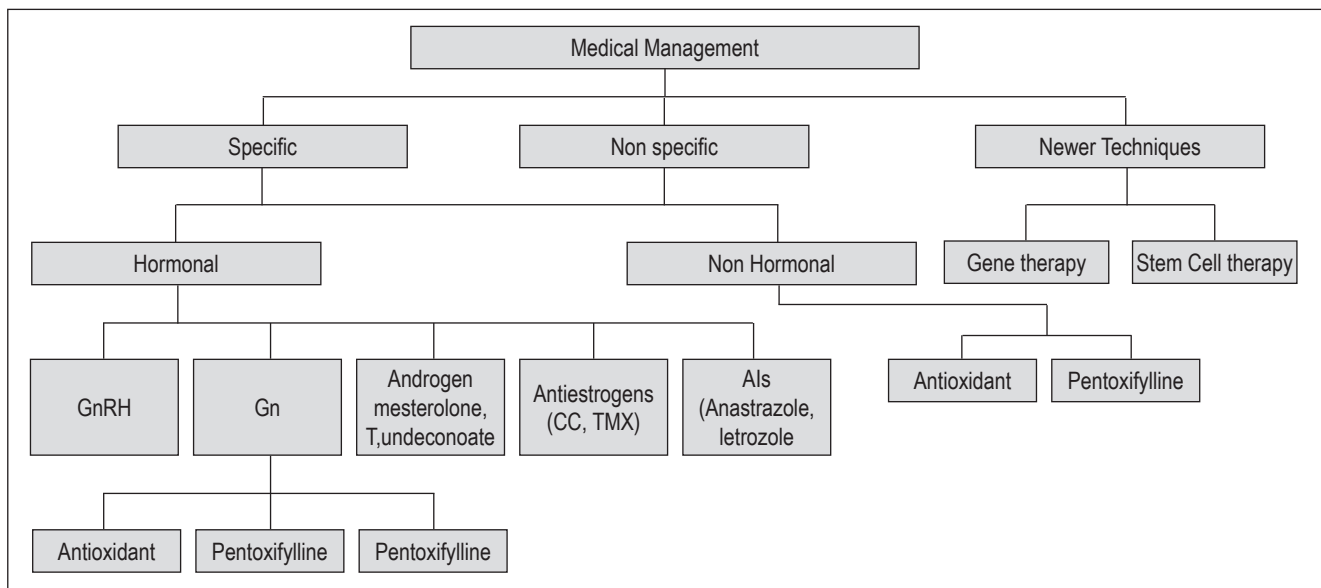 Medical Management
Specific
Non specific
Newer Techniques
Hormonal
Non Hormonal
Gene therapy
Stem Cell therapy
GnRH
Gn
Androgen
mesterolone,
T,undeconoate
Antiestrogens
(CC, TMX)
AIs
(Anastrazole,
letrozole
Antioxidant
Pentoxifylline
Antioxidant
Pentoxifylline
Pentoxifylline